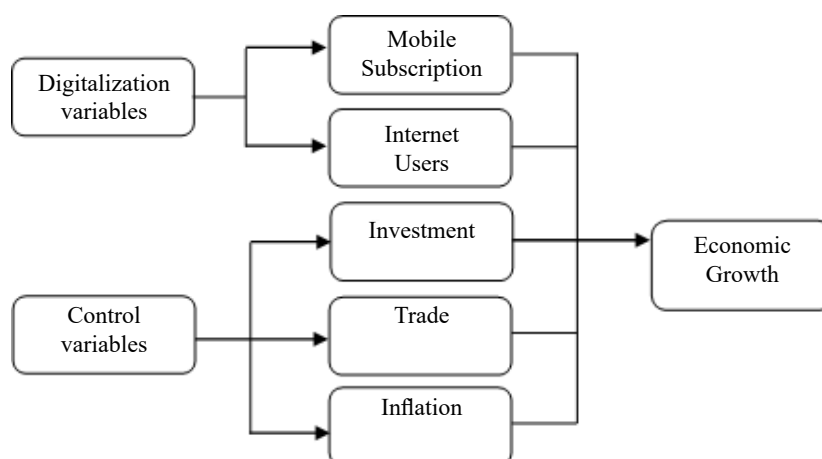 Digitalization
variables
Mobile
Subscription
Internet
Users
Investment
Trade
Inflation
Control
variables
Economic
Growth